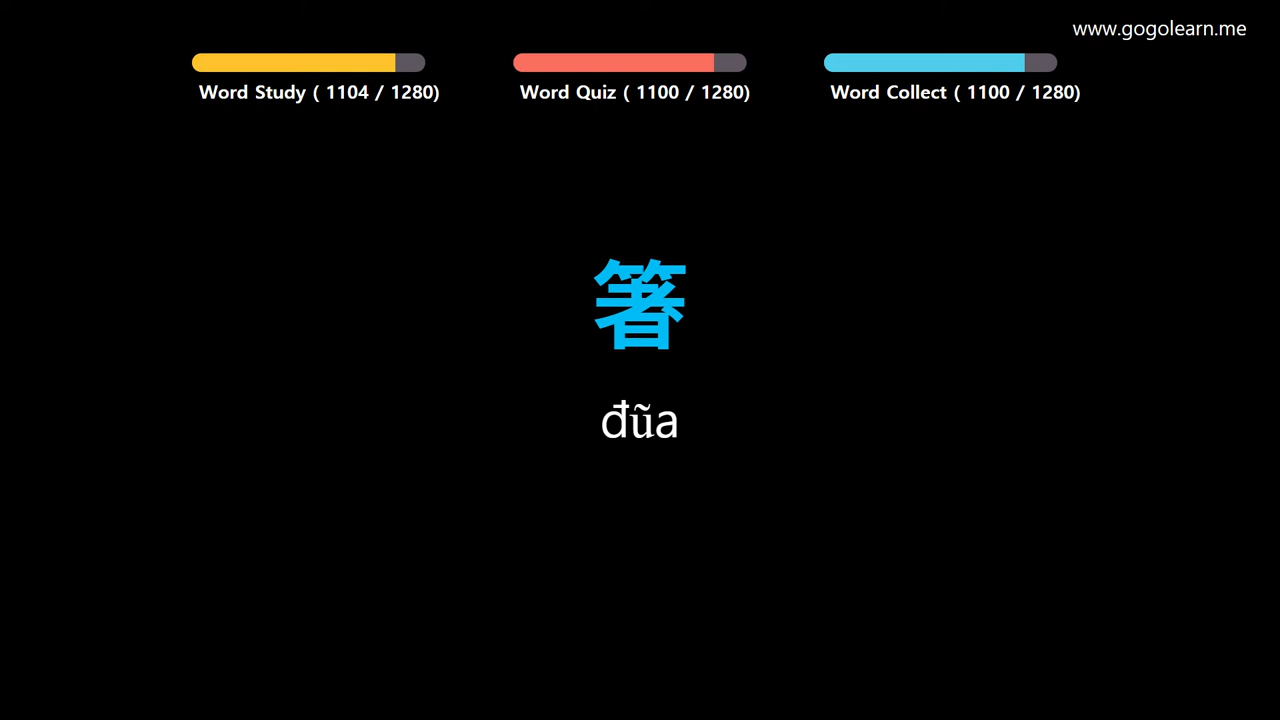 www.gogolearn.me
Word Study ( 1104 / 1280)
Word Quiz ( 1100 / 1280)
Word Collect ( 1100 / 1280)
箸
đũa